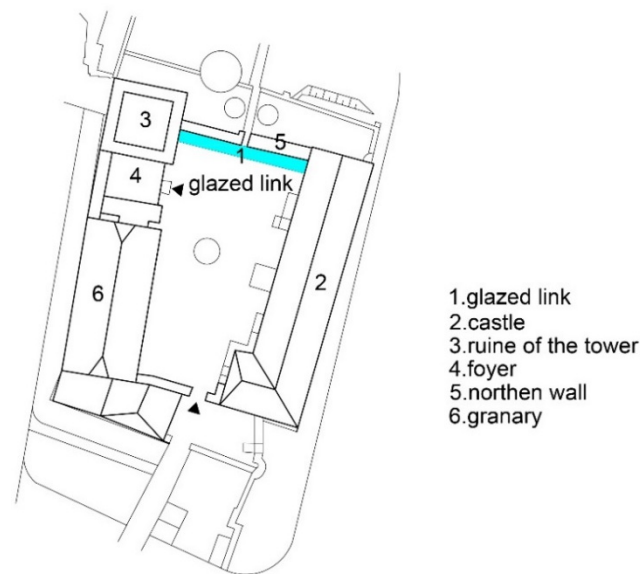 3
5
1
4
glazed link
2
6
1.glazed link
2.castle
3.ruine of the tower
4.foyer
5.northen wall
6.granary